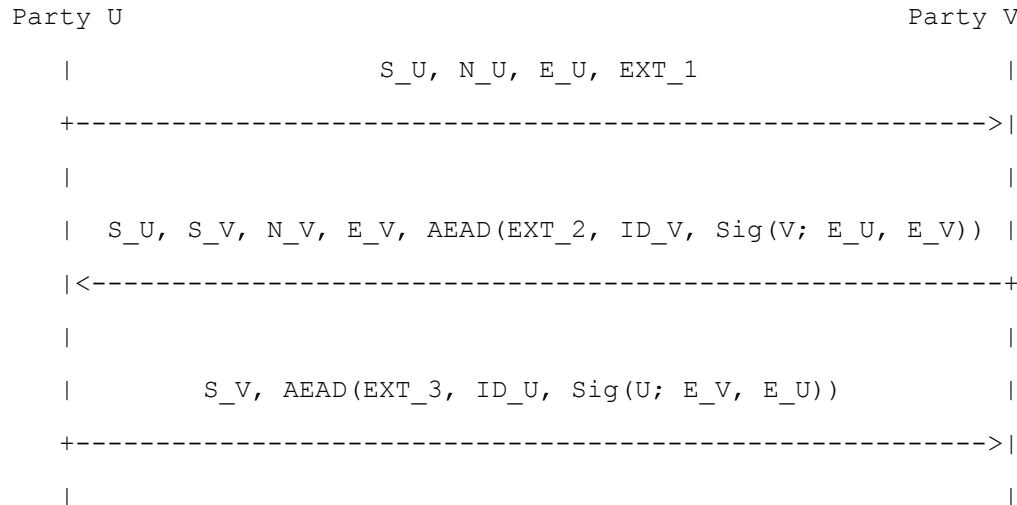 Party U                                                  Party V
   |                    S_U, N_U, E_U, EXT_1                   |
   +---------------------------------------------------------->|
   |                                                           |
   |  S_U, S_V, N_V, E_V, AEAD(EXT_2, ID_V, Sig(V; E_U, E_V)) |
   |<----------------------------------------------------------+
   |                                                           |
   |         S_V, AEAD(EXT_3, ID_U, Sig(U; E_V, E_U))          |
   +---------------------------------------------------------->|
   |                                                           |